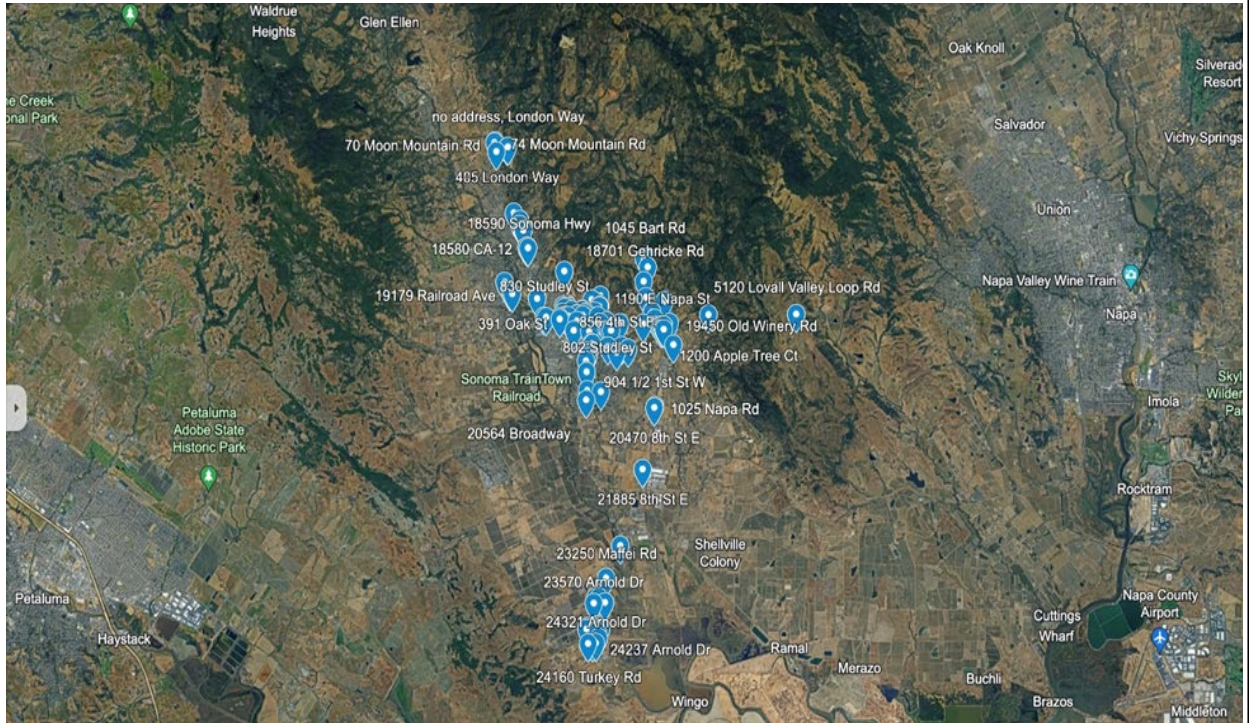 Waldrue
Heights
Glen Ellen
Oak Knoll
Silverad
Resort
ne Creek
onal Park
no address, London Way
Salvador
Vichy Springs
70 Moon Mountain Rd
74 Moon Mountain Rd
405 London Way
Union
18590 Sonoma Hwy
1045 Bart Rd
18580 CA-12
18701 Gehricke Rd
Napa Valley Wine Train
830 Studley St
5120 Lovall Valley Loop Rd
19179 Railroad Ave
1190 E Napa St
Napa
391 Oak St
856 4th St E
19450 Old Winery Rd
802 Studley St
1200 Apple Tree Ct
Sonoma TrainTown
Railroad
904 1/2 1st St W
Skyl
Wilder
Pa
Imola
Petaluma
Adobe State
Historic Park
1025 Napa Rd
20564 Broadway
20470 8th St E
21885 8th St E
Rocktram
23250 Maffei Rd
Shellville
Colony
23570 Arnold Dr
Petaluma
Napa County
Airport
Haystack
24321 Arnold Dr
Cuttings
Wharf
24237 Arnold Dr
Ramal
Merazo
24160 Turkey Rd
Buchli
Wingo
Brazos
Middleton